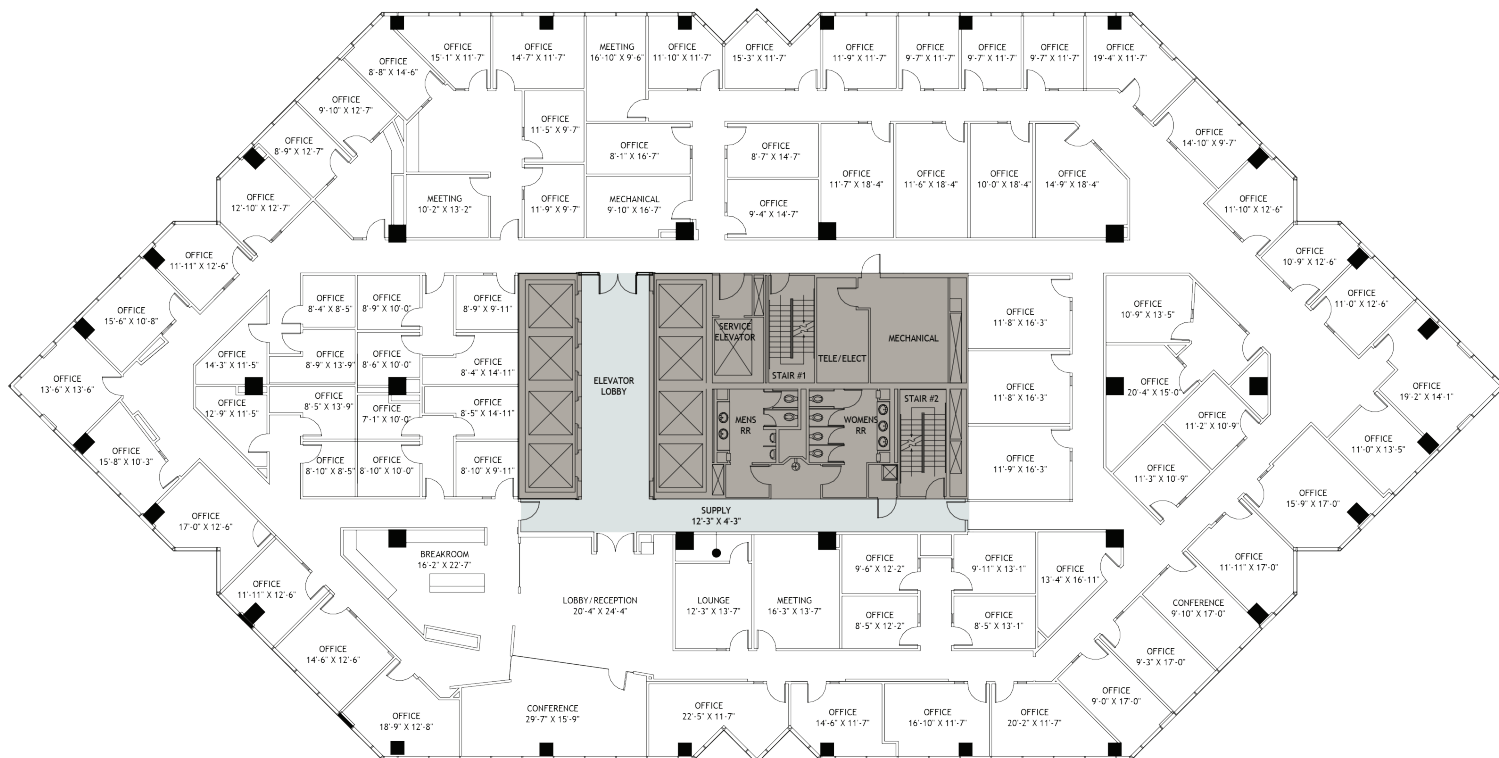 OFFICE
15'-1" X 11'-7"
OFFICE
14'-7" X 11'-7"
MEETING
16'-10" X 9'-6"
OFFICE
11'-10" X 11'-7"
OFFICE
15'-3" X 11'-7"
OFFICE
11'-9" X 11'-7"
OFFICE
9'-7" X 11'-7"
OFFICE
9'-7" X 11'-7"
OFFICE
9'-7" X 11'-7"
OFFICE
19'-4" X 11'-7"
OFFICE
8'-8" X 14'-6"
OFFICE
9'-10" X 12'-7"
OFFICE
11'-5" X 9'-7"
OFFICE
8'-1" X 16'-7"
OFFICE
8'-7" X 14'-7"
OFFICE
11'-7" X 18'-4"
OFFICE
11'-6" X 18'-4"
OFFICE
10'-0" X 18'-4"
OFFICE
14'-9" X 18'-4"
OFFICE
14'-10" X 9'-7"
OFFICE
8'-9" X 12'-7"
OFFICE
12'-10" X 12'-7"
MEETING
10'-2" X 13'-2"
OFFICE
11'-9" X 9'-7"
MECHANICAL
9'-10" X 16'-7"
OFFICE
9'-4" X 14'-7"
OFFICE
11'-10" X 12'-6"
OFFICE
11'-11" X 12'-6"
OFFICE
10'-9" X 12'-6"
OFFICE
15'-6" X 10'-8"
OFFICE
8'-4" X 8'-5"
OFFICE
8'-9" X 10'-0"
OFFICE
8'-9" X 9'-11"
OFFICE
11'-8" X 16'-3"
OFFICE
10'-9" X 13'-5"
OFFICE
11'-0" X 12'-6"
SERVICE
ELEVATOR
TELE/ELECT
MECHANICAL
STAIR #1
OFFICE
14'-3" X 11'-5"
OFFICE
8'-9" X 13'-9"
OFFICE
8'-6" X 10'-0"
OFFICE
8'-4" X 14'-11"
ELEVATOR
LOBBY
OFFICE
13'-6" X 13'-6"
OFFICE
11'-8" X 16'-3"
OFFICE
20'-4" X 15'-0"
OFFICE
19'-2" X 14'-1"
OFFICE
12'-9" X 11'-5"
OFFICE
8'-5" X 13'-9"
OFFICE
7'-1" X 10'-0"
OFFICE
8'-5" X 14'-11"
MENS
RR
WOMENS
RR
STAIR #2
OFFICE
11'-2" X 10'-9"
OFFICE
11'-0" X 13'-5"
OFFICE
15'-8" X 10'-3"
OFFICE
8'-10" X 8'-5"
OFFICE
8'-10" X 10'-0"
OFFICE
8'-10" X 9'-11"
OFFICE
11'-9" X 16'-3"
OFFICE
11'-3" X 10'-9"
OFFICE
15'-9" X 17'-0"
OFFICE
17'-0" X 12'-6"
SUPPLY
12'-3" X 4'-3"
BREAKROOM
16'-2" X 22'-7"
OFFICE
9'-6" X 12'-2"
OFFICE
9'-11" X 13'-1"
OFFICE
13'-4" X 16'-11"
OFFICE
11'-11" X 17'-0"
OFFICE
11'-11" X 12'-6"
LOBBY/RECEPTION
20'-4" X 24'-4"
LOUNGE
12'-3" X 13'-7"
MEETING
16'-3" X 13'-7"
OFFICE
8'-5" X 12'-2"
OFFICE
8'-5" X 13'-1"
CONFERENCE
9'-10" X 17'-0"
OFFICE
14'-6" X 12'-6"
OFFICE
9'-3" X 17'-0"
OFFICE
9'-0" X 17'-0"
OFFICE
18'-9" X 12'-8"
CONFERENCE
29'-7" X 15'-9"
OFFICE
22'-5" X 11'-7"
OFFICE
14'-6" X 11'-7"
OFFICE
16'-10" X 11'-7"
OFFICE
20'-2" X 11'-7"